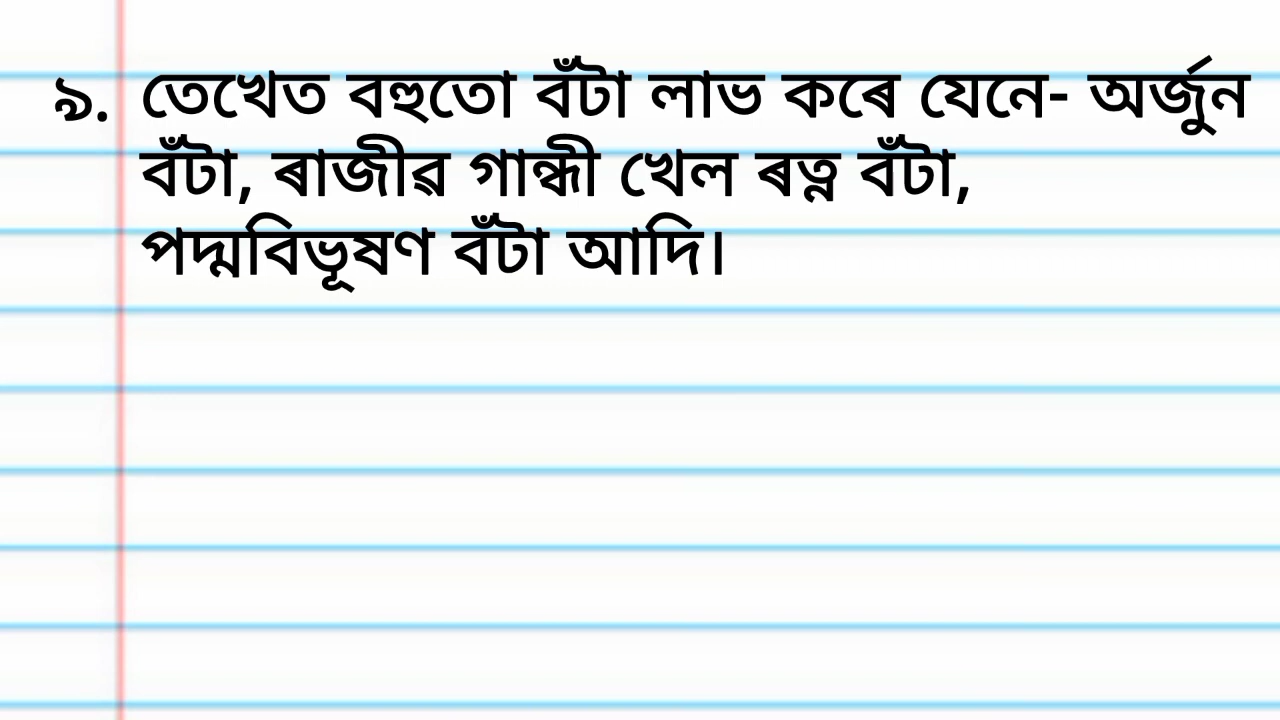 ৯. তেখেত বহুতো বঁটা লাভ কৰে যেনে- অৰ্জুন
বঁটা, ৰাজীৱ গান্ধী খেল ৰত্ন বঁটা,
পদ্মবিভূষণ বঁটা আদি।